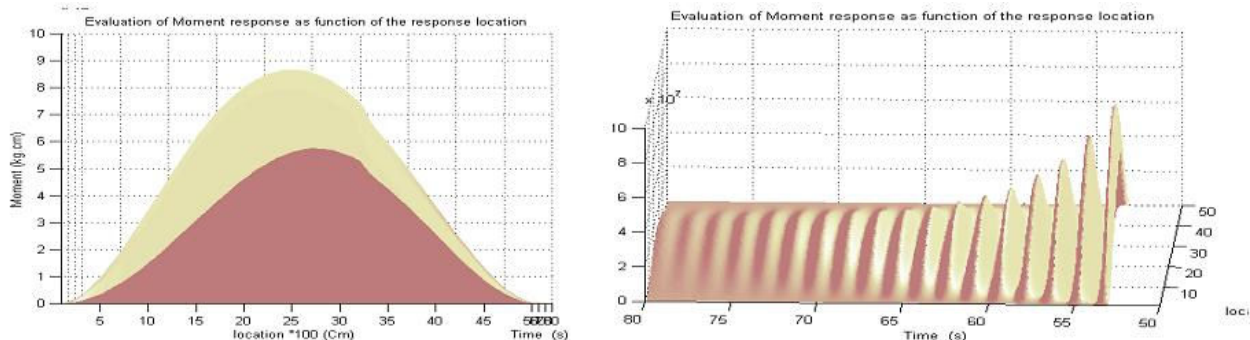 Evaluation of Moment response as function of the response location
10
9
8
7
6
5
4
3
2
1
0
Moment (kg.cm)
5 10 15 20 25 30 35 40 45
location *100 (Cm)
Time (s)
Evaluation of Moment response as function of the response location
x 10^7
10
8
6
4
2
0
80 75 70 65 60 55 50
Time (s)
50
40
30
20
10
loc